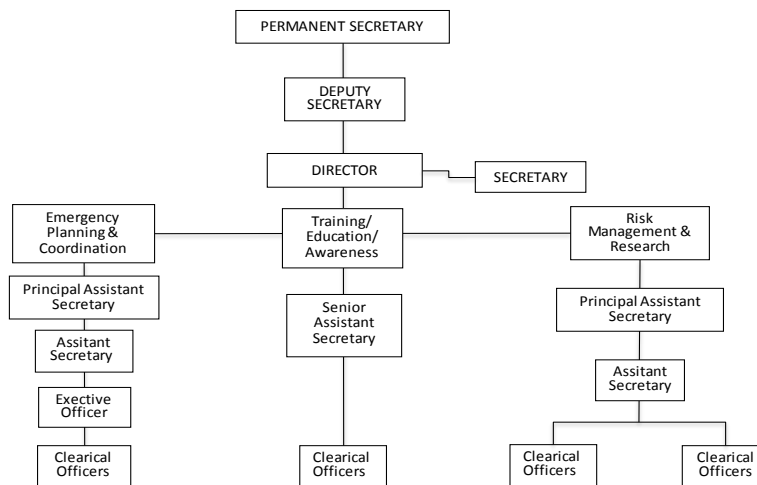 PERMANENT SECRETARY
DEPUTY
SECRETARY
DIRECTOR
SECRETARY
Emergency
Planning &
Coordination
Training/
Education/
Awareness
Risk
Management &
Research
Principal Assistant
Secretary
Senior
Assistant
Secretary
Principal Assistant
Secretary
Assitant
Secretary
Assitant
Secretary
Exective
Officer
Clearical
Officers
Clearical
Officers
Clearical
Officers
Clearical
Officers